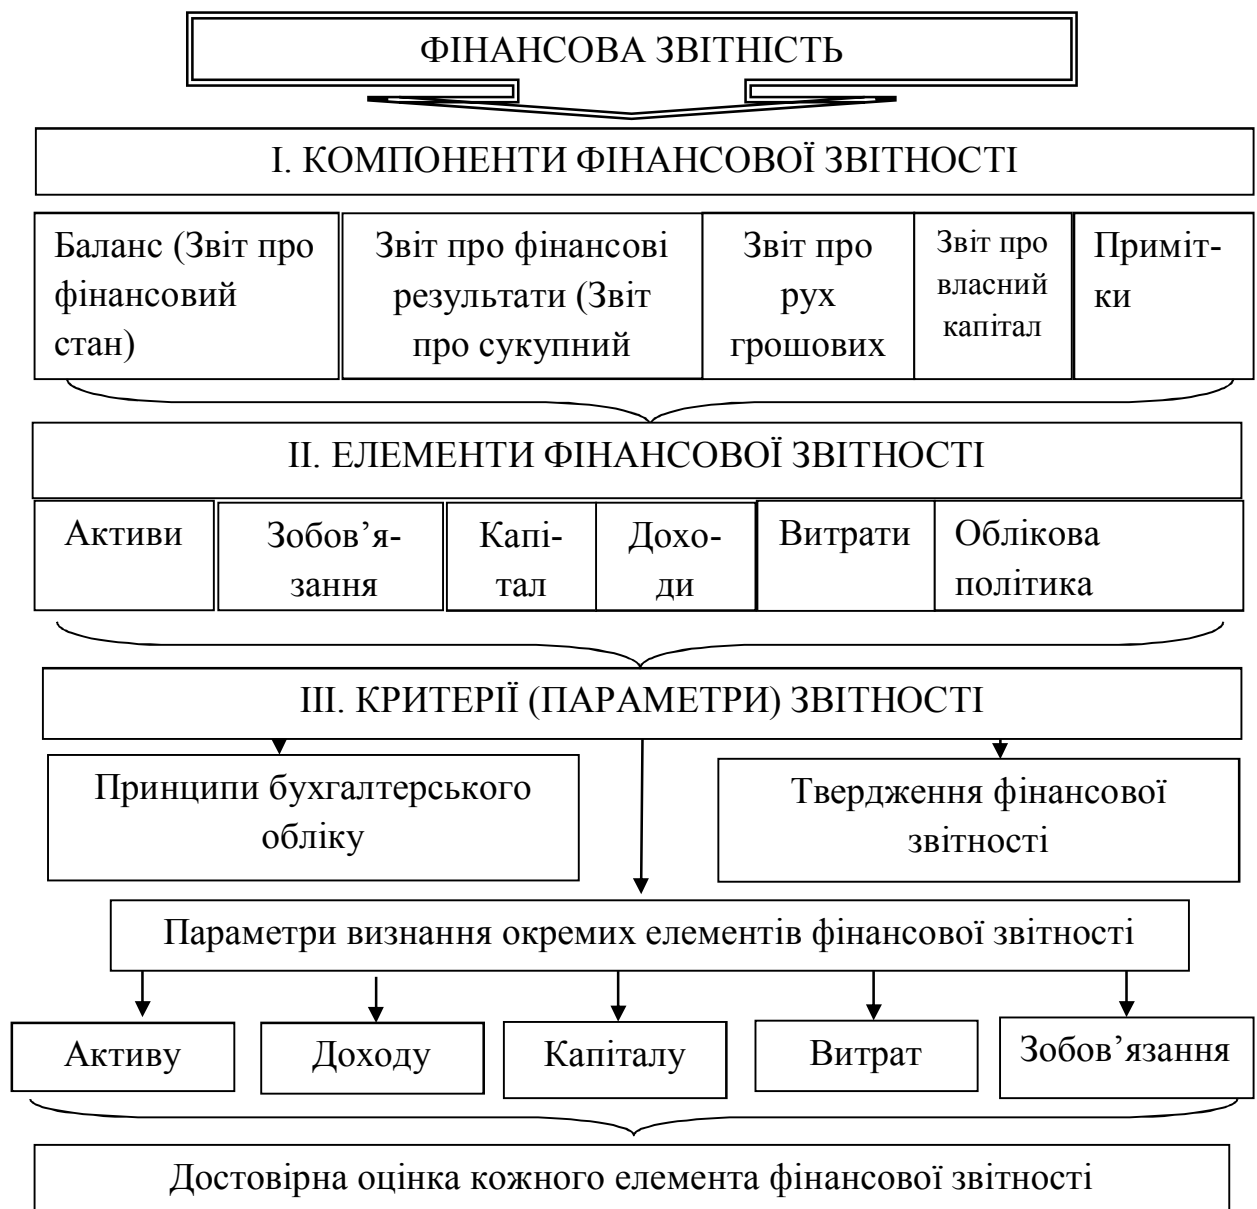 ФІНАНСОВА ЗВІТНІСТЬ
І. КОМПОНЕНТИ ФІНАНСОВОЇ ЗВІТНОСТІ
Баланс (Звіт про
фінансовий
стан)
Звіт про фінансові
результати (Звіт
про сукупний
Звіт про
рух
грошових
Звіт про
власний
капітал
Приміт-
ки
ІІ. ЕЛЕМЕНТИ ФІНАНСОВОЇ ЗВІТНОСТІ
Активи
Зобов’я-
зання
Капі-
тал
Дохо-
ди
Витрати
Облікова
політика
ІІІ. КРИТЕРІЇ (ПАРАМЕТРИ) ЗВІТНОСТІ
Принципи бухгалтерського
обліку
Твердження фінансової
звітності
Параметри визнання окремих елементів фінансової звітності
Активу
Доходу
Капіталу
Витрат
Зобов’язання
Достовірна оцінка кожного елемента фінансової звітності